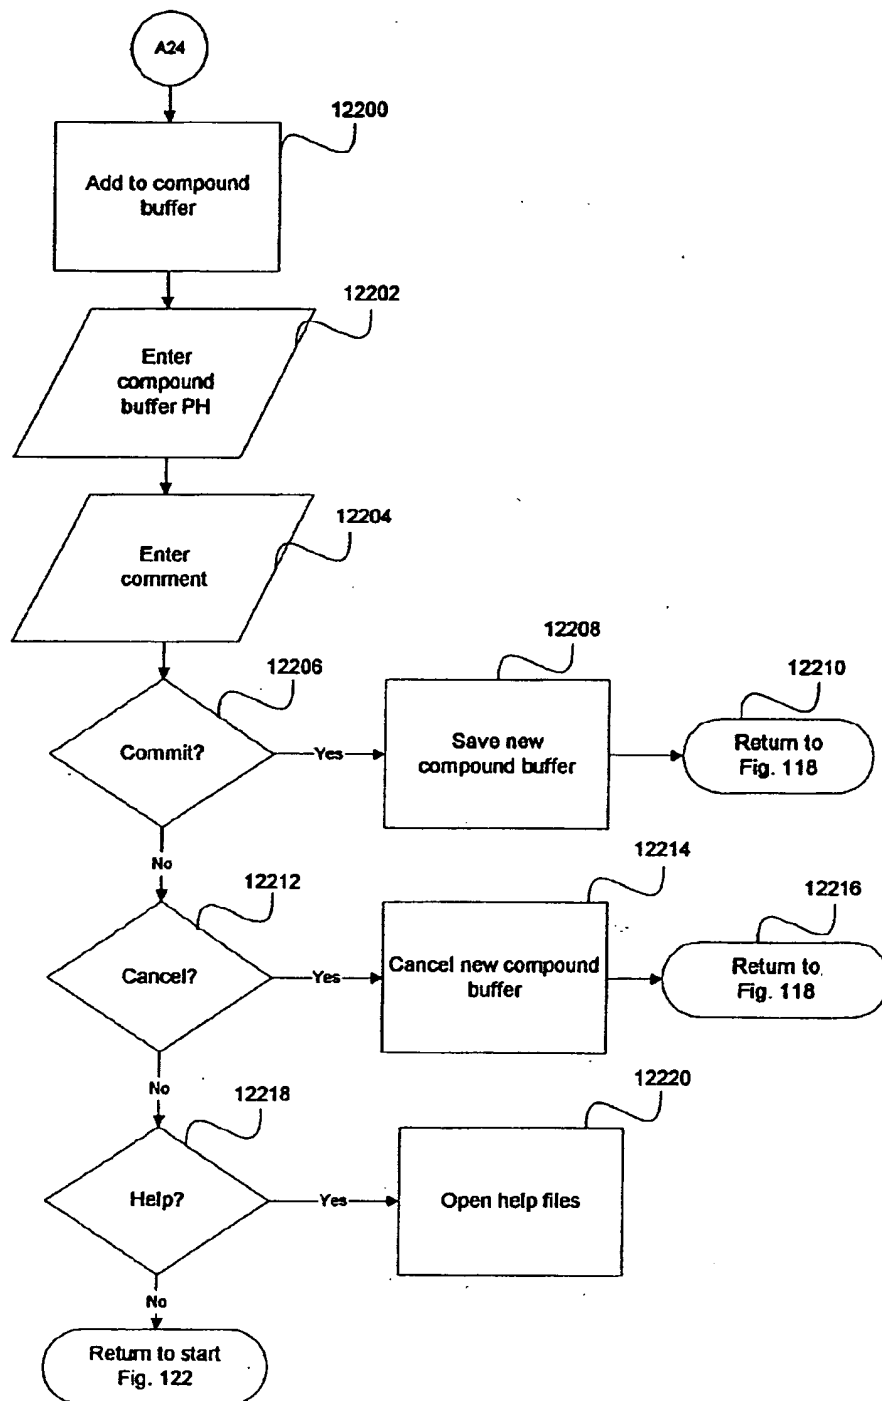 A24
12200
Add to compound
buffer
12202
Enter
compound
buffer PH
12204
Enter
comment
12206
Commit?
Yes
12208
Save new
compound buffer
12210
Return to
Fig. 118
No
12212
Cancel?
Yes
12214
Cancel new compound
buffer
12216
Return to
Fig. 118
No
12218
Help?
Yes
12220
Open help files
No
Return to start
Fig. 122